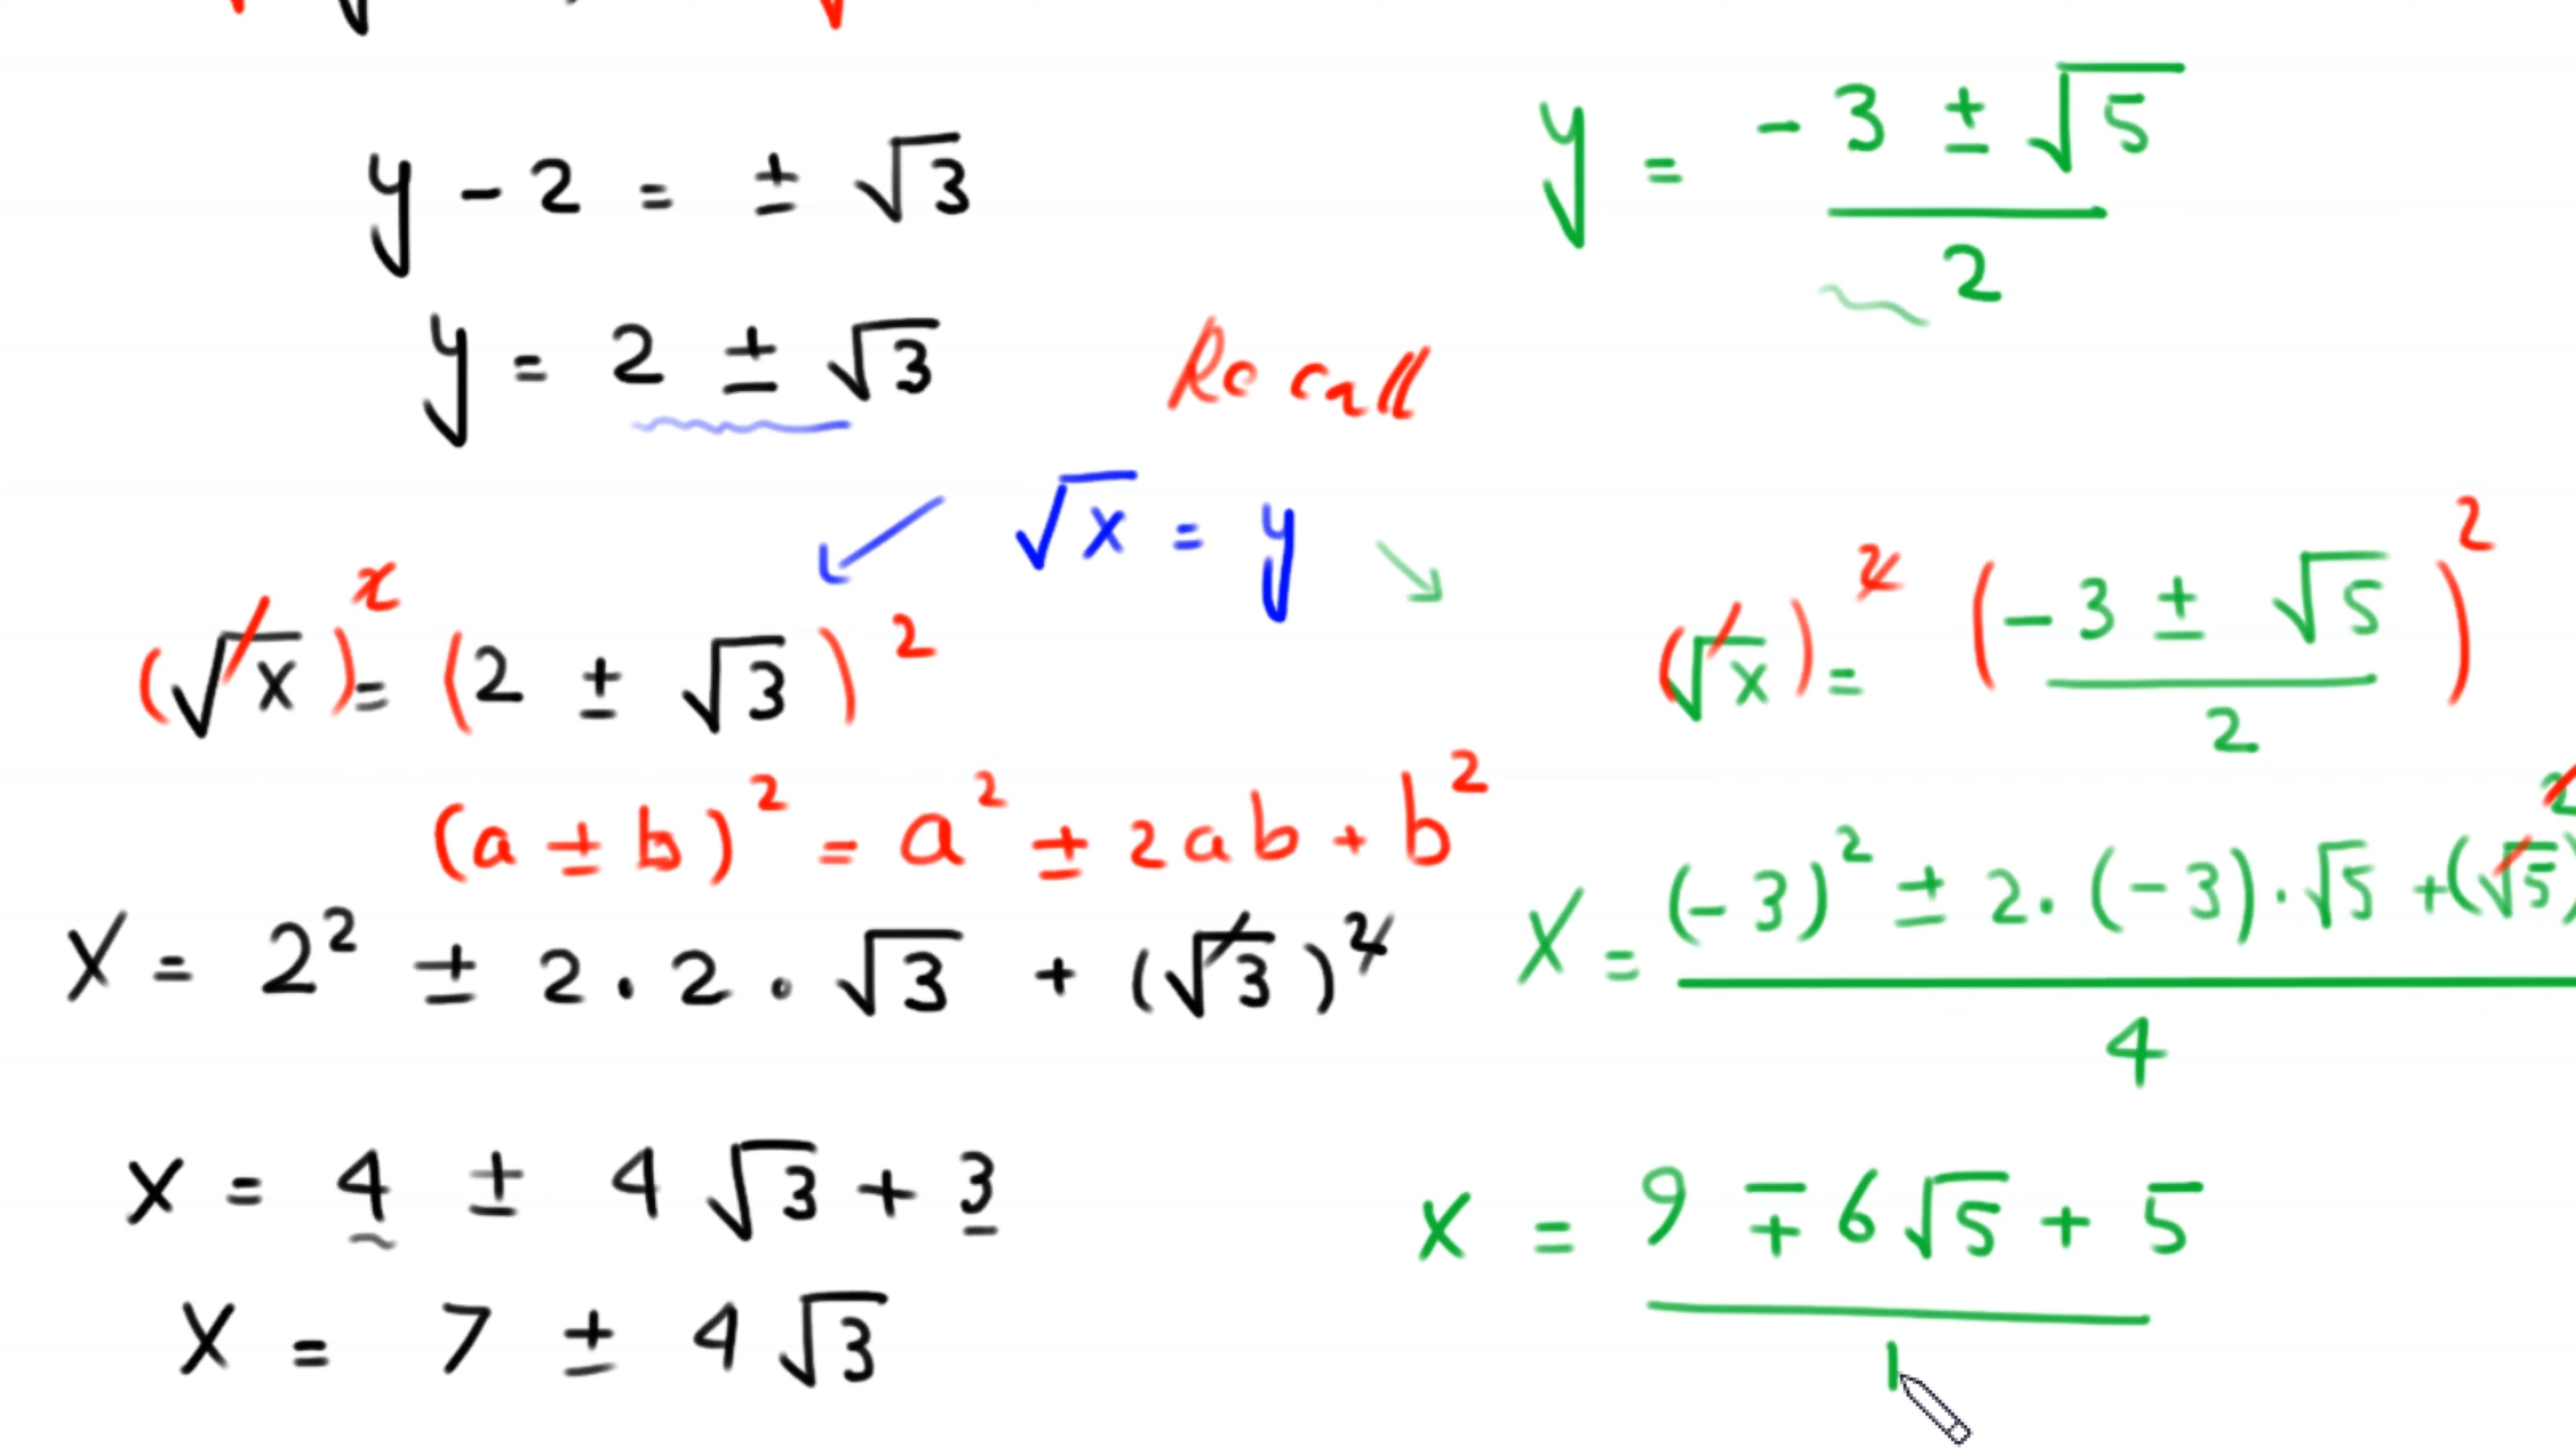 y - 2 = ± √3
y = 2 ± √3
Recall
√x = y
(√x)² = (2 ± √3)²
(a ± b)² = a² ± 2ab + b²
x = 2² ± 2 · 2 · √3 + (√3)²
x = 4 ± 4√3 + 3
x = 7 ± 4√3
y = (-3 ± √5)/2
(√x)² = ((-3 ± √5)/2)²
x = ((-3)² ± 2·(-3)·√5 + (√5)²)/4
x = 9 ∓ 6√5 + 5